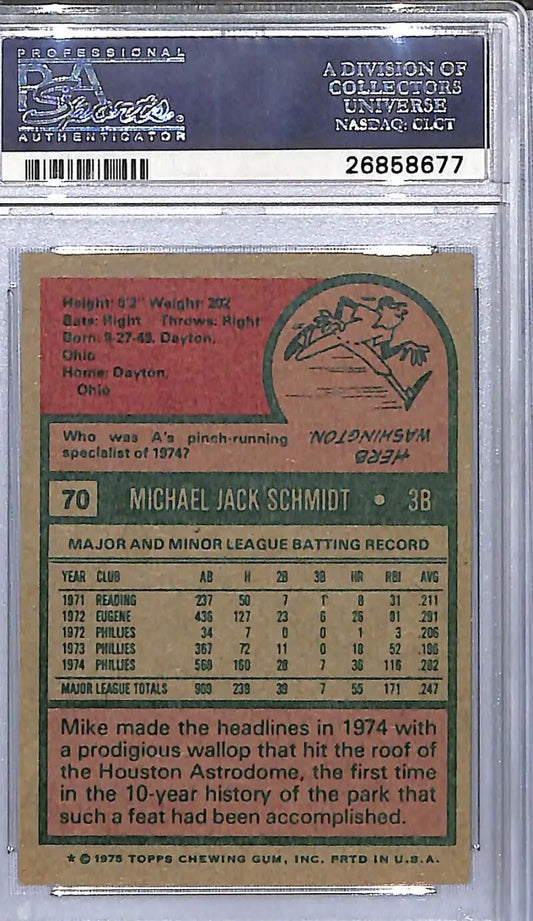 PROFESSIONAL
PSA
Sports
AUTHENTICATOR
A DIVISION OF
COLLECTORS
UNIVERSE
NASDAQ: CLCT
26858677
Height: 6'2" Weight: 202
Bats: Right Throws: Right
Born: 9-27-49, Dayton,
Ohio
Home: Dayton,
Ohio
Who was A's pinch-running
specialist of 1974?
HERB
WASHINGTON.
70 MICHAEL JACK SCHMIDT • 3B
MAJOR AND MINOR LEAGUE BATTING RECORD
YEAR CLUB AB H 2B 3B HR RBI AVG
1971 READING 237 50 7 1 8 31 .211
1972 EUGENE 436 127 23 6 26 91 .291
1972 PHILLIES 34 7 0 0 1 3 .206
1973 PHILLIES 367 72 11 0 18 52 .196
1974 PHILLIES 568 160 28 7 36 116 .282
MAJOR LEAGUE TOTALS 969 239 39 7 55 171 .247
Mike made the headlines in 1974 with
a prodigious wallop that hit the roof of
the Houston Astrodome, the first time
in the 10-year history of the park that
such a feat had been accomplished.
★ © 1975 TOPPS CHEWING GUM, INC. PRTD IN U.S.A.